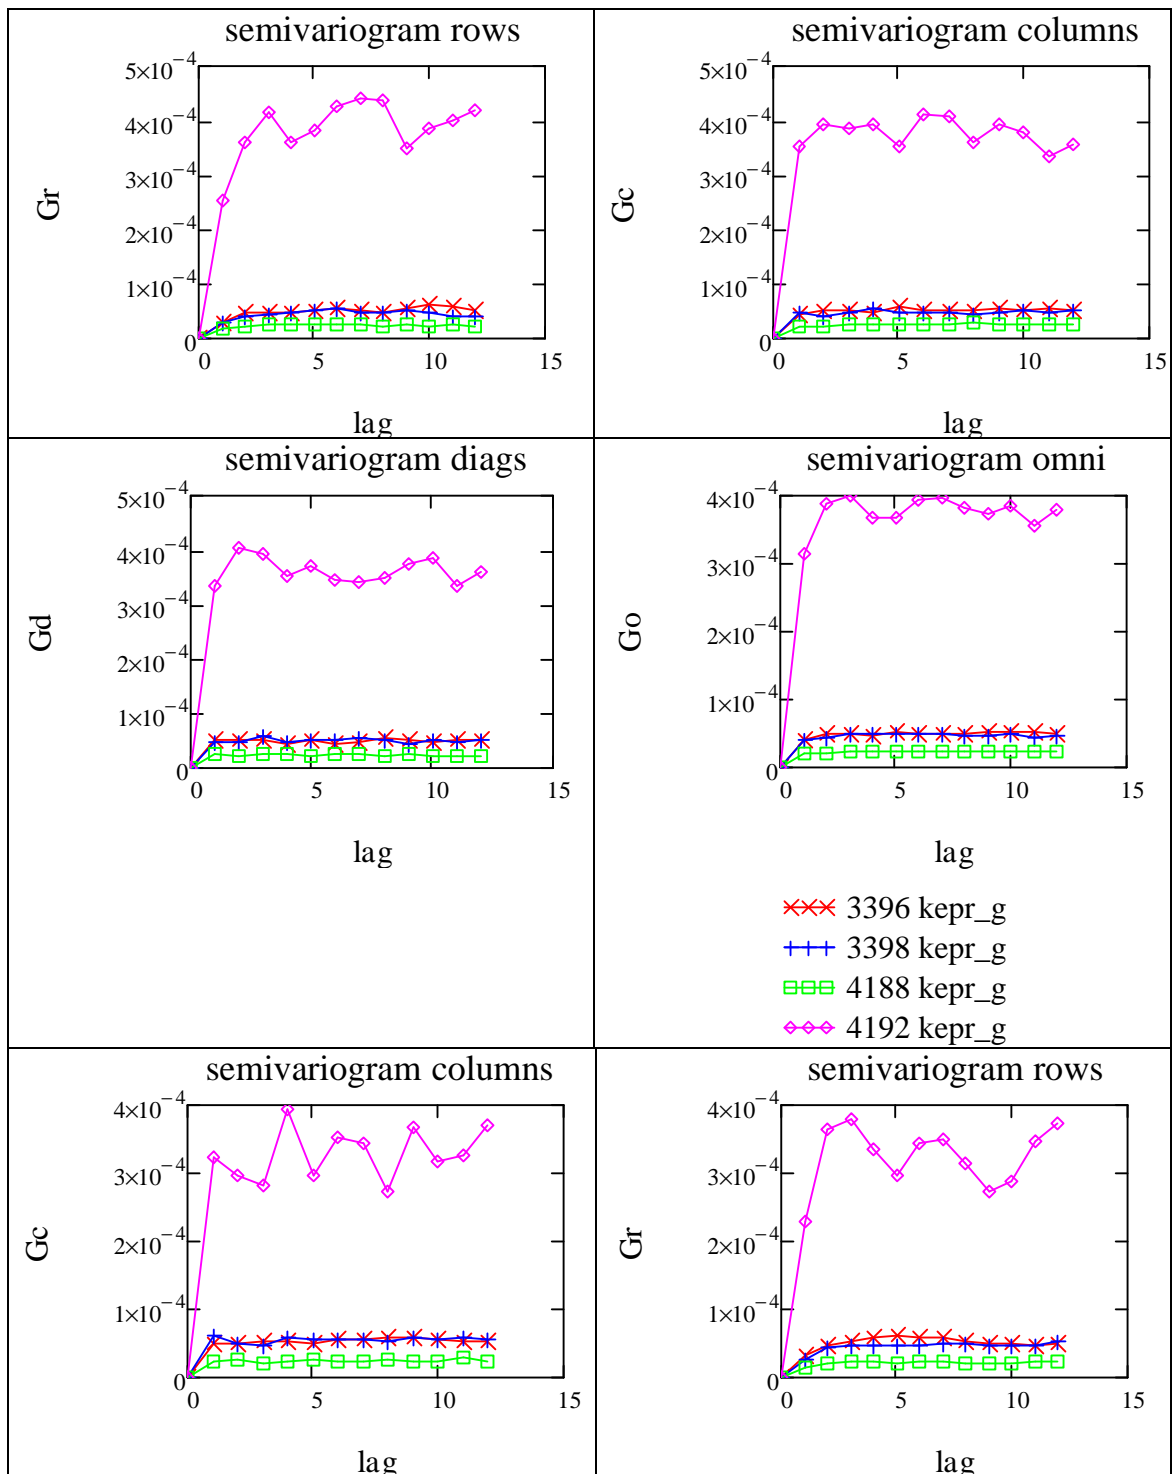 semivariogram rows
5×10⁻⁴
4×10⁻⁴
3×10⁻⁴
2×10⁻⁴
1×10⁻⁴
0
0 5 10 15
Gr
lag
semivariogram columns
5×10⁻⁴
4×10⁻⁴
3×10⁻⁴
2×10⁻⁴
1×10⁻⁴
0
0 5 10 15
Gc
lag
semivariogram diags
5×10⁻⁴
4×10⁻⁴
3×10⁻⁴
2×10⁻⁴
1×10⁻⁴
0
0 5 10 15
Gd
lag
semivariogram omni
4×10⁻⁴
3×10⁻⁴
2×10⁻⁴
1×10⁻⁴
0
0 5 10 15
Go
lag
3396 kepr_g
3398 kepr_g
4188 kepr_g
4192 kepr_g
semivariogram columns
4×10⁻⁴
3×10⁻⁴
2×10⁻⁴
1×10⁻⁴
0
0 5 10 15
Gc
lag
semivariogram rows
4×10⁻⁴
3×10⁻⁴
2×10⁻⁴
1×10⁻⁴
0
0 5 10 15
Gr
lag